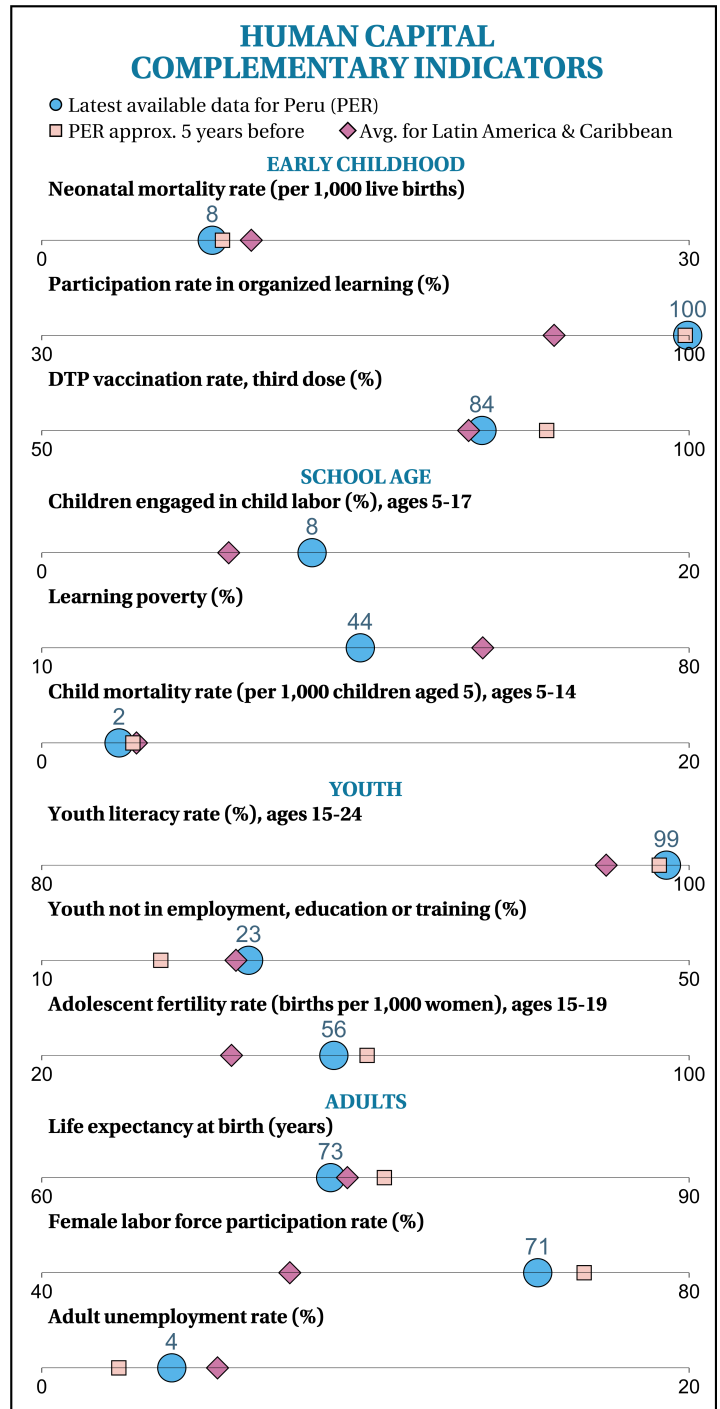 HUMAN CAPITAL
COMPLEMENTARY INDICATORS
Latest available data for Peru (PER)
PER approx. 5 years before Avg. for Latin America & Caribbean
EARLY CHILDHOOD
Neonatal mortality rate (per 1,000 live births)
8
0 30
Participation rate in organized learning (%)
100
30 100
DTP vaccination rate, third dose (%)
84
50 100
SCHOOL AGE
Children engaged in child labor (%), ages 5-17
8
0 20
Learning poverty (%)
44
10 80
Child mortality rate (per 1,000 children aged 5), ages 5-14
2
0 20
YOUTH
Youth literacy rate (%), ages 15-24
99
80 100
Youth not in employment, education or training (%)
23
10 50
Adolescent fertility rate (births per 1,000 women), ages 15-19
56
20 100
ADULTS
Life expectancy at birth (years)
73
60 90
Female labor force participation rate (%)
71
40 80
Adult unemployment rate (%)
4
0 20